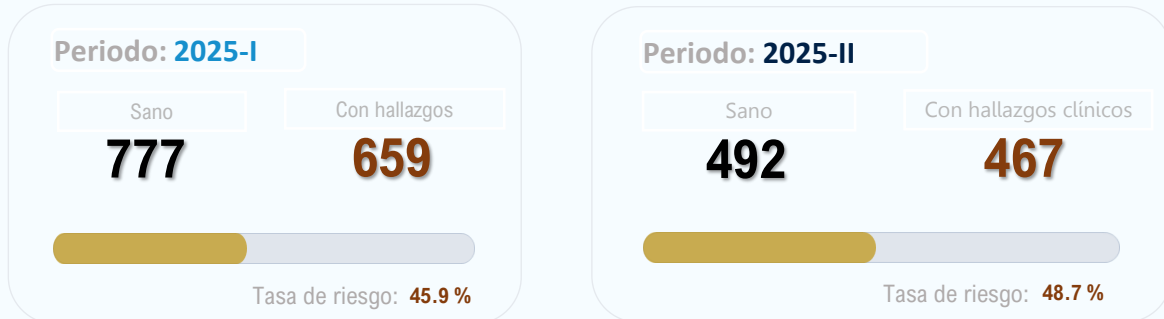 Periodo: 2025-I
Sano
Con hallazgos
777
659
Tasa de riesgo: 45.9 %
Periodo: 2025-II
Sano
Con hallazgos clínicos
492
467
Tasa de riesgo: 48.7 %